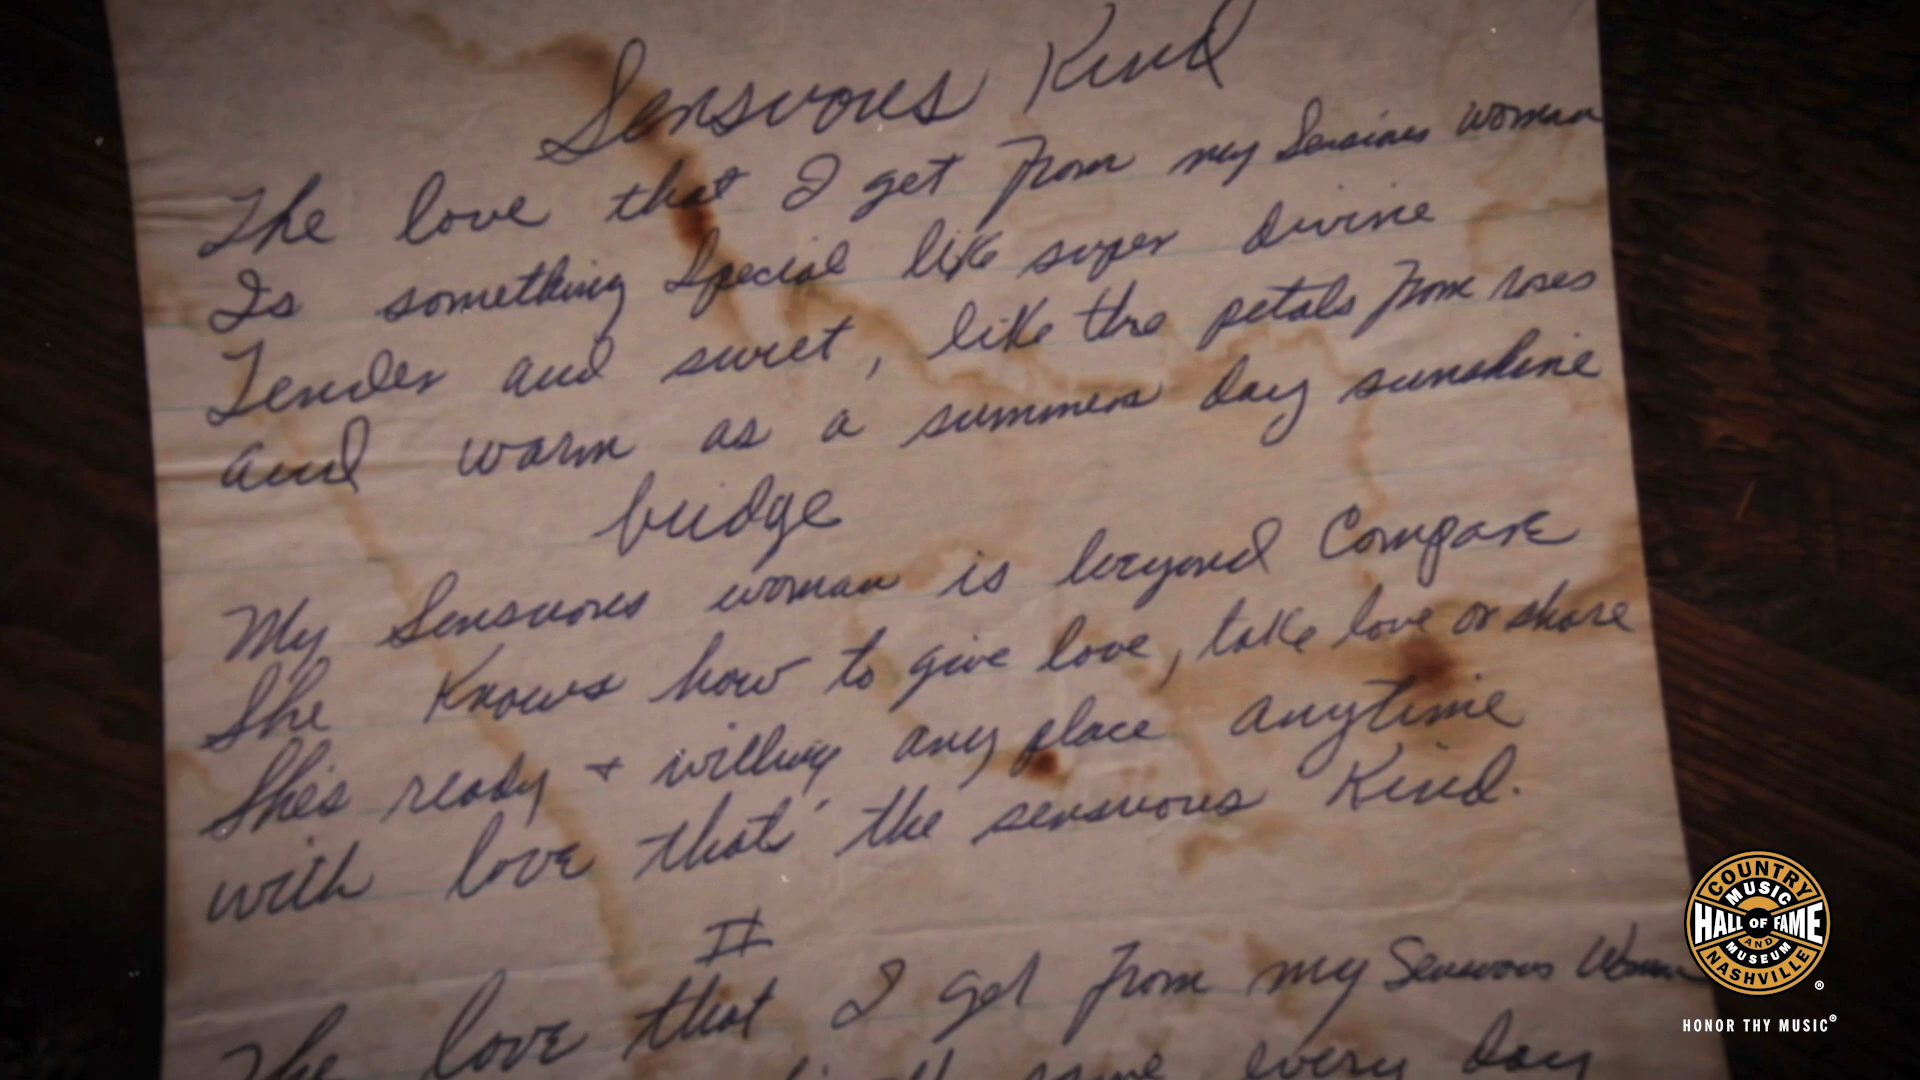 Sensuous Kind
The love that I get from my Sensuous woman
Is something special like super divine
Tender and sweet, like the petals from roses
and warm as a summers day sunshine
bridge
My Sensuous woman is beyond Compare
She Knows how to give love, take love or share
She's ready + willing any place anytime
with love that' the sensuous Kind.
II
The love that I get from my Sensuous Woman
same every day
COUNTRY
MUSIC
HALL OF FAME
AND
MUSEUM
NASHVILLE
®
HONOR THY MUSIC®